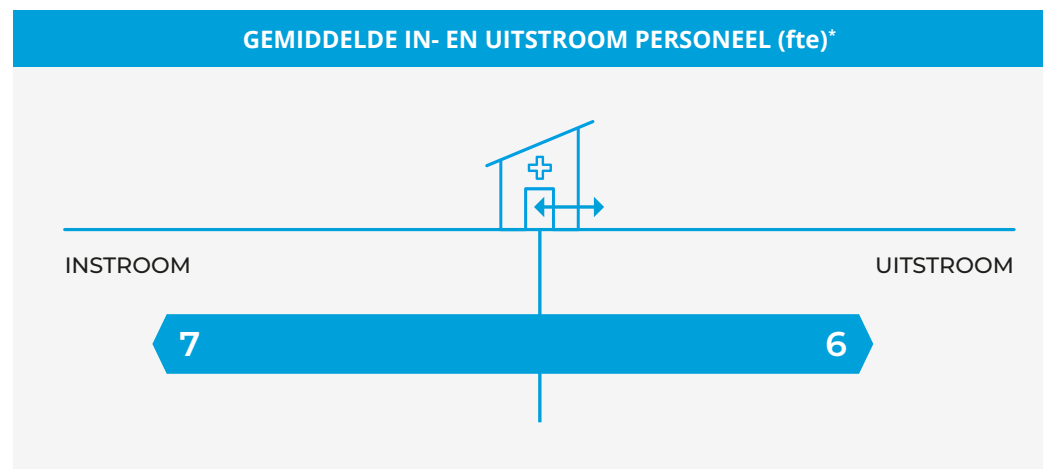 GEMIDDELDE IN- EN UITSTROOM PERSONEEL (fte)*
INSTROOM UITSTROOM
7 6